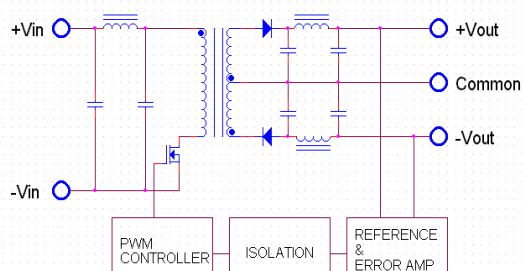 +Vin
+Vout
Common
-Vout
-Vin
PWM
CONTROLLER
ISOLATION
REFERENCE
&
ERROR AMP